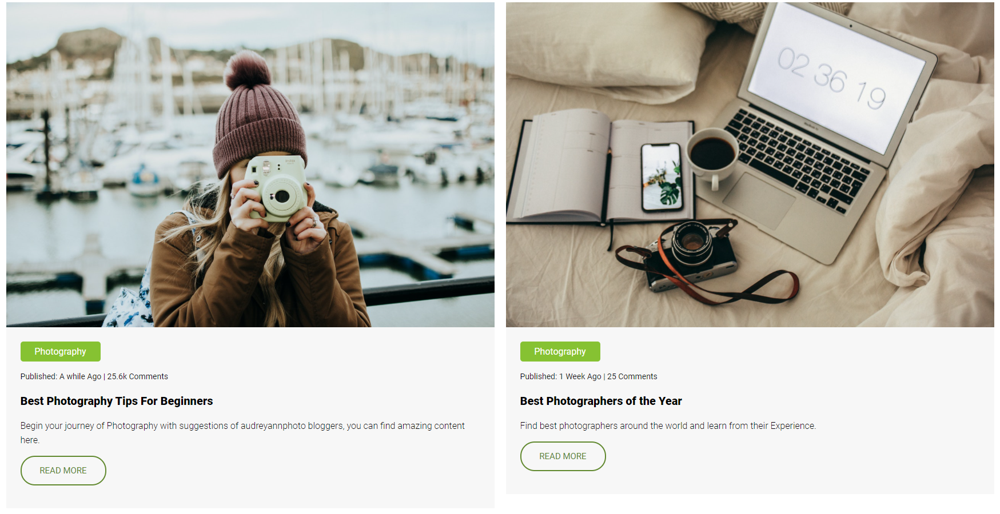 02 36 19
Photography
Published: A while Ago | 25.6k Comments
Best Photography Tips For Beginners
Begin your journey of Photography with suggestions of audreyannphoto bloggers, you can find amazing content
here.
READ MORE
Photography
Published: 1 Week Ago | 25 Comments
Best Photographers of the Year
Find best photographers around the world and learn from their Experience.
READ MORE